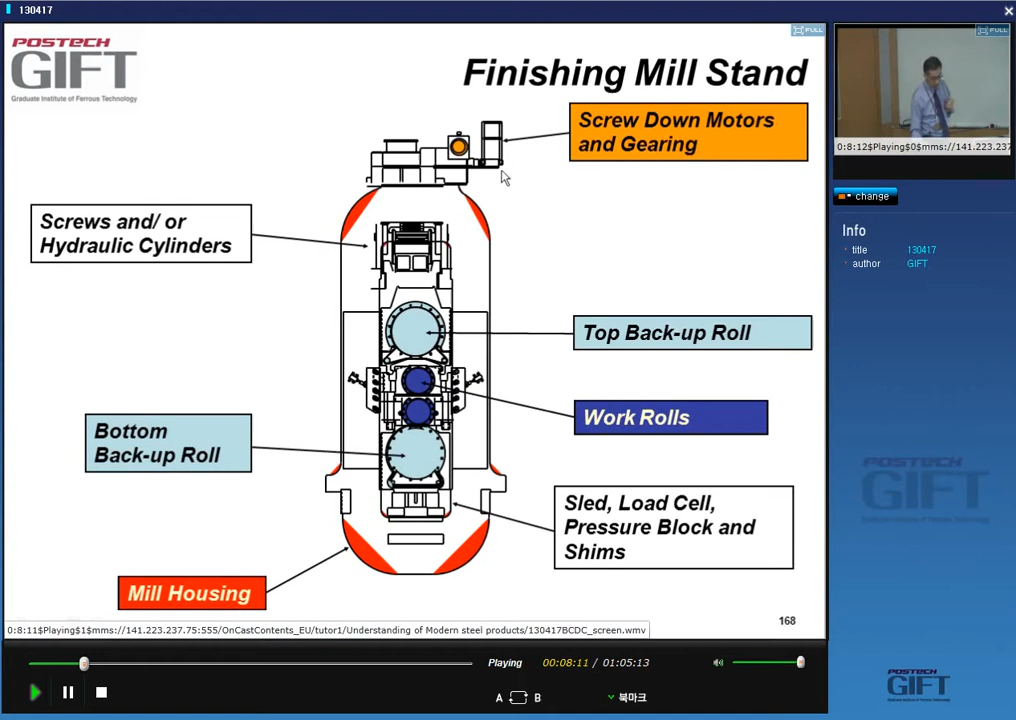 130417
POSTECH
GIFT
Graduate Institute of Ferrous Technology
Finishing Mill Stand
FULL
Screw Down Motors
and Gearing
Screws and/ or
Hydraulic Cylinders
Top Back-up Roll
Work Rolls
Bottom
Back-up Roll
Sled, Load Cell,
Pressure Block and
Shims
Mill Housing
168
0:8:11$Playing$1$mms://141.223.237.75:555/OnCastContents_EU/tutor1/Understanding of Modern steel products/130417BCDC_screen.wmv
Playing
00:08:11 / 01:05:13
A B
북마크
FULL
0:8:12$Playing$0$mms://141.223.237
change
Info
title 130417
author GIFT
POSTECH
GIFT
POSTECH
GIFT